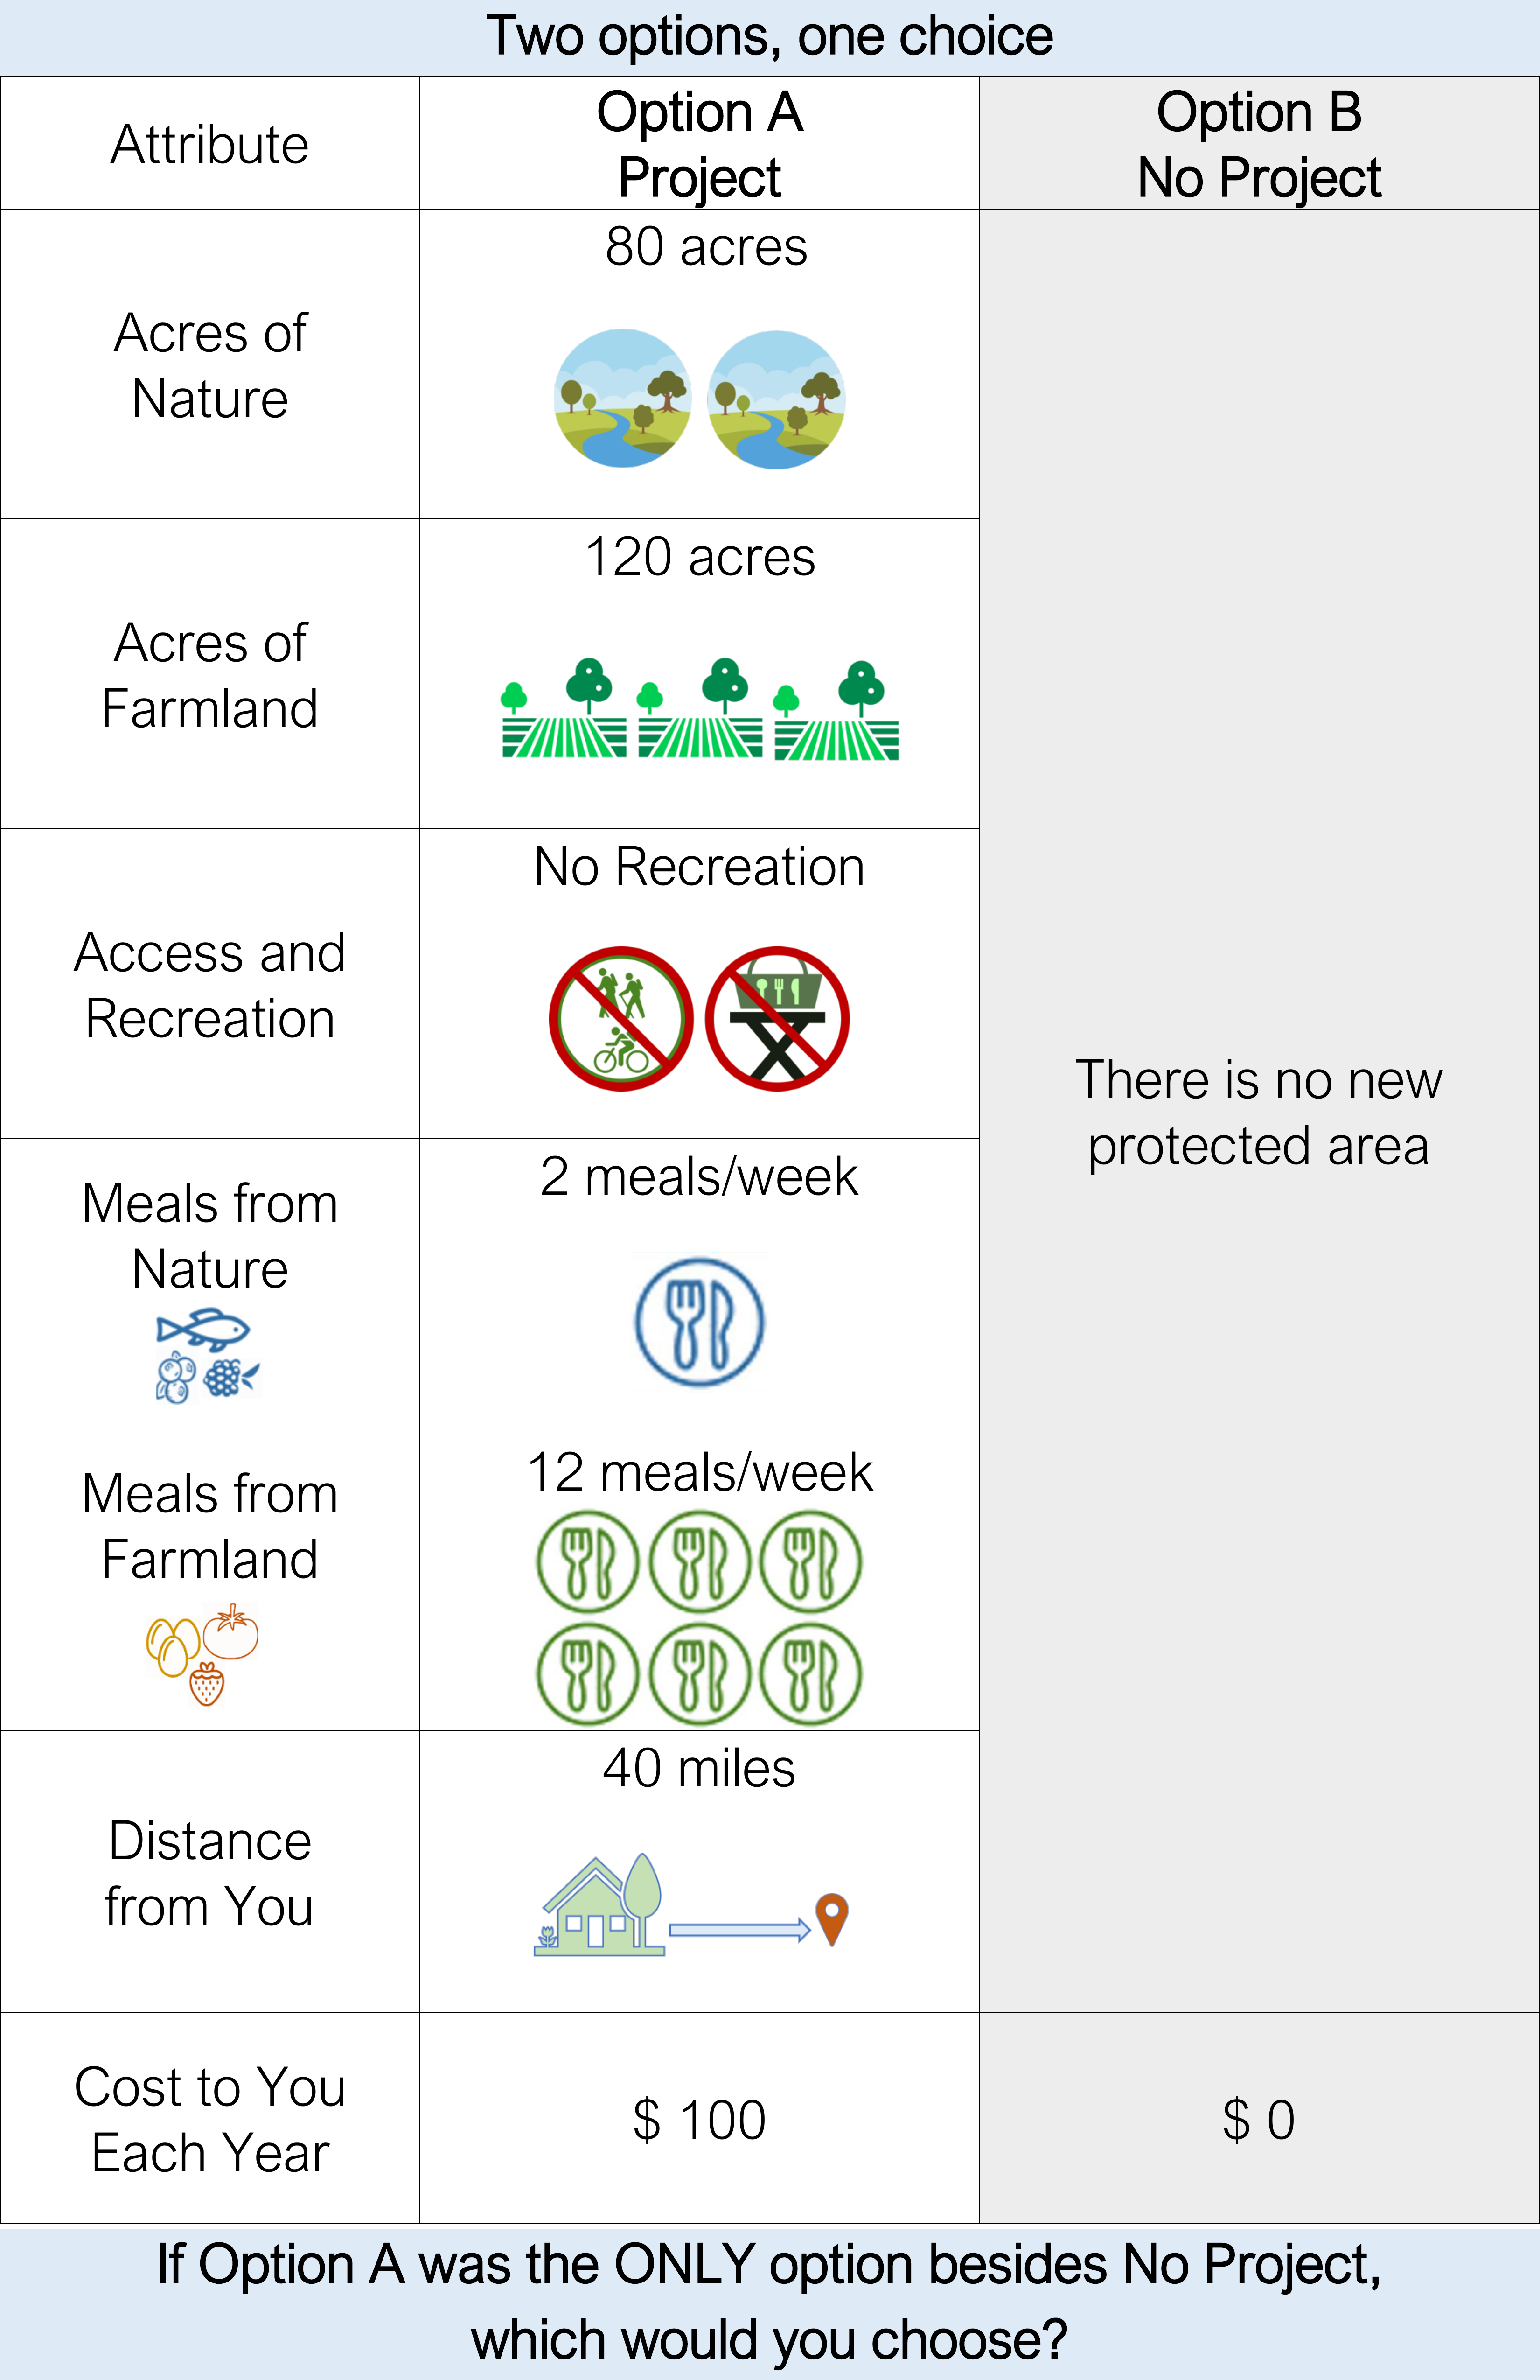 Two options, one choice
Attribute
Option A
Project
Option B
No Project
Acres of
Nature
80 acres
Acres of
Farmland
120 acres
Access and
Recreation
No Recreation
There is no new
protected area
Meals from
Nature
2 meals/week
Meals from
Farmland
12 meals/week
Distance
from You
40 miles
Cost to You
Each Year
$ 100
$ 0
If Option A was the ONLY option besides No Project,
which would you choose?